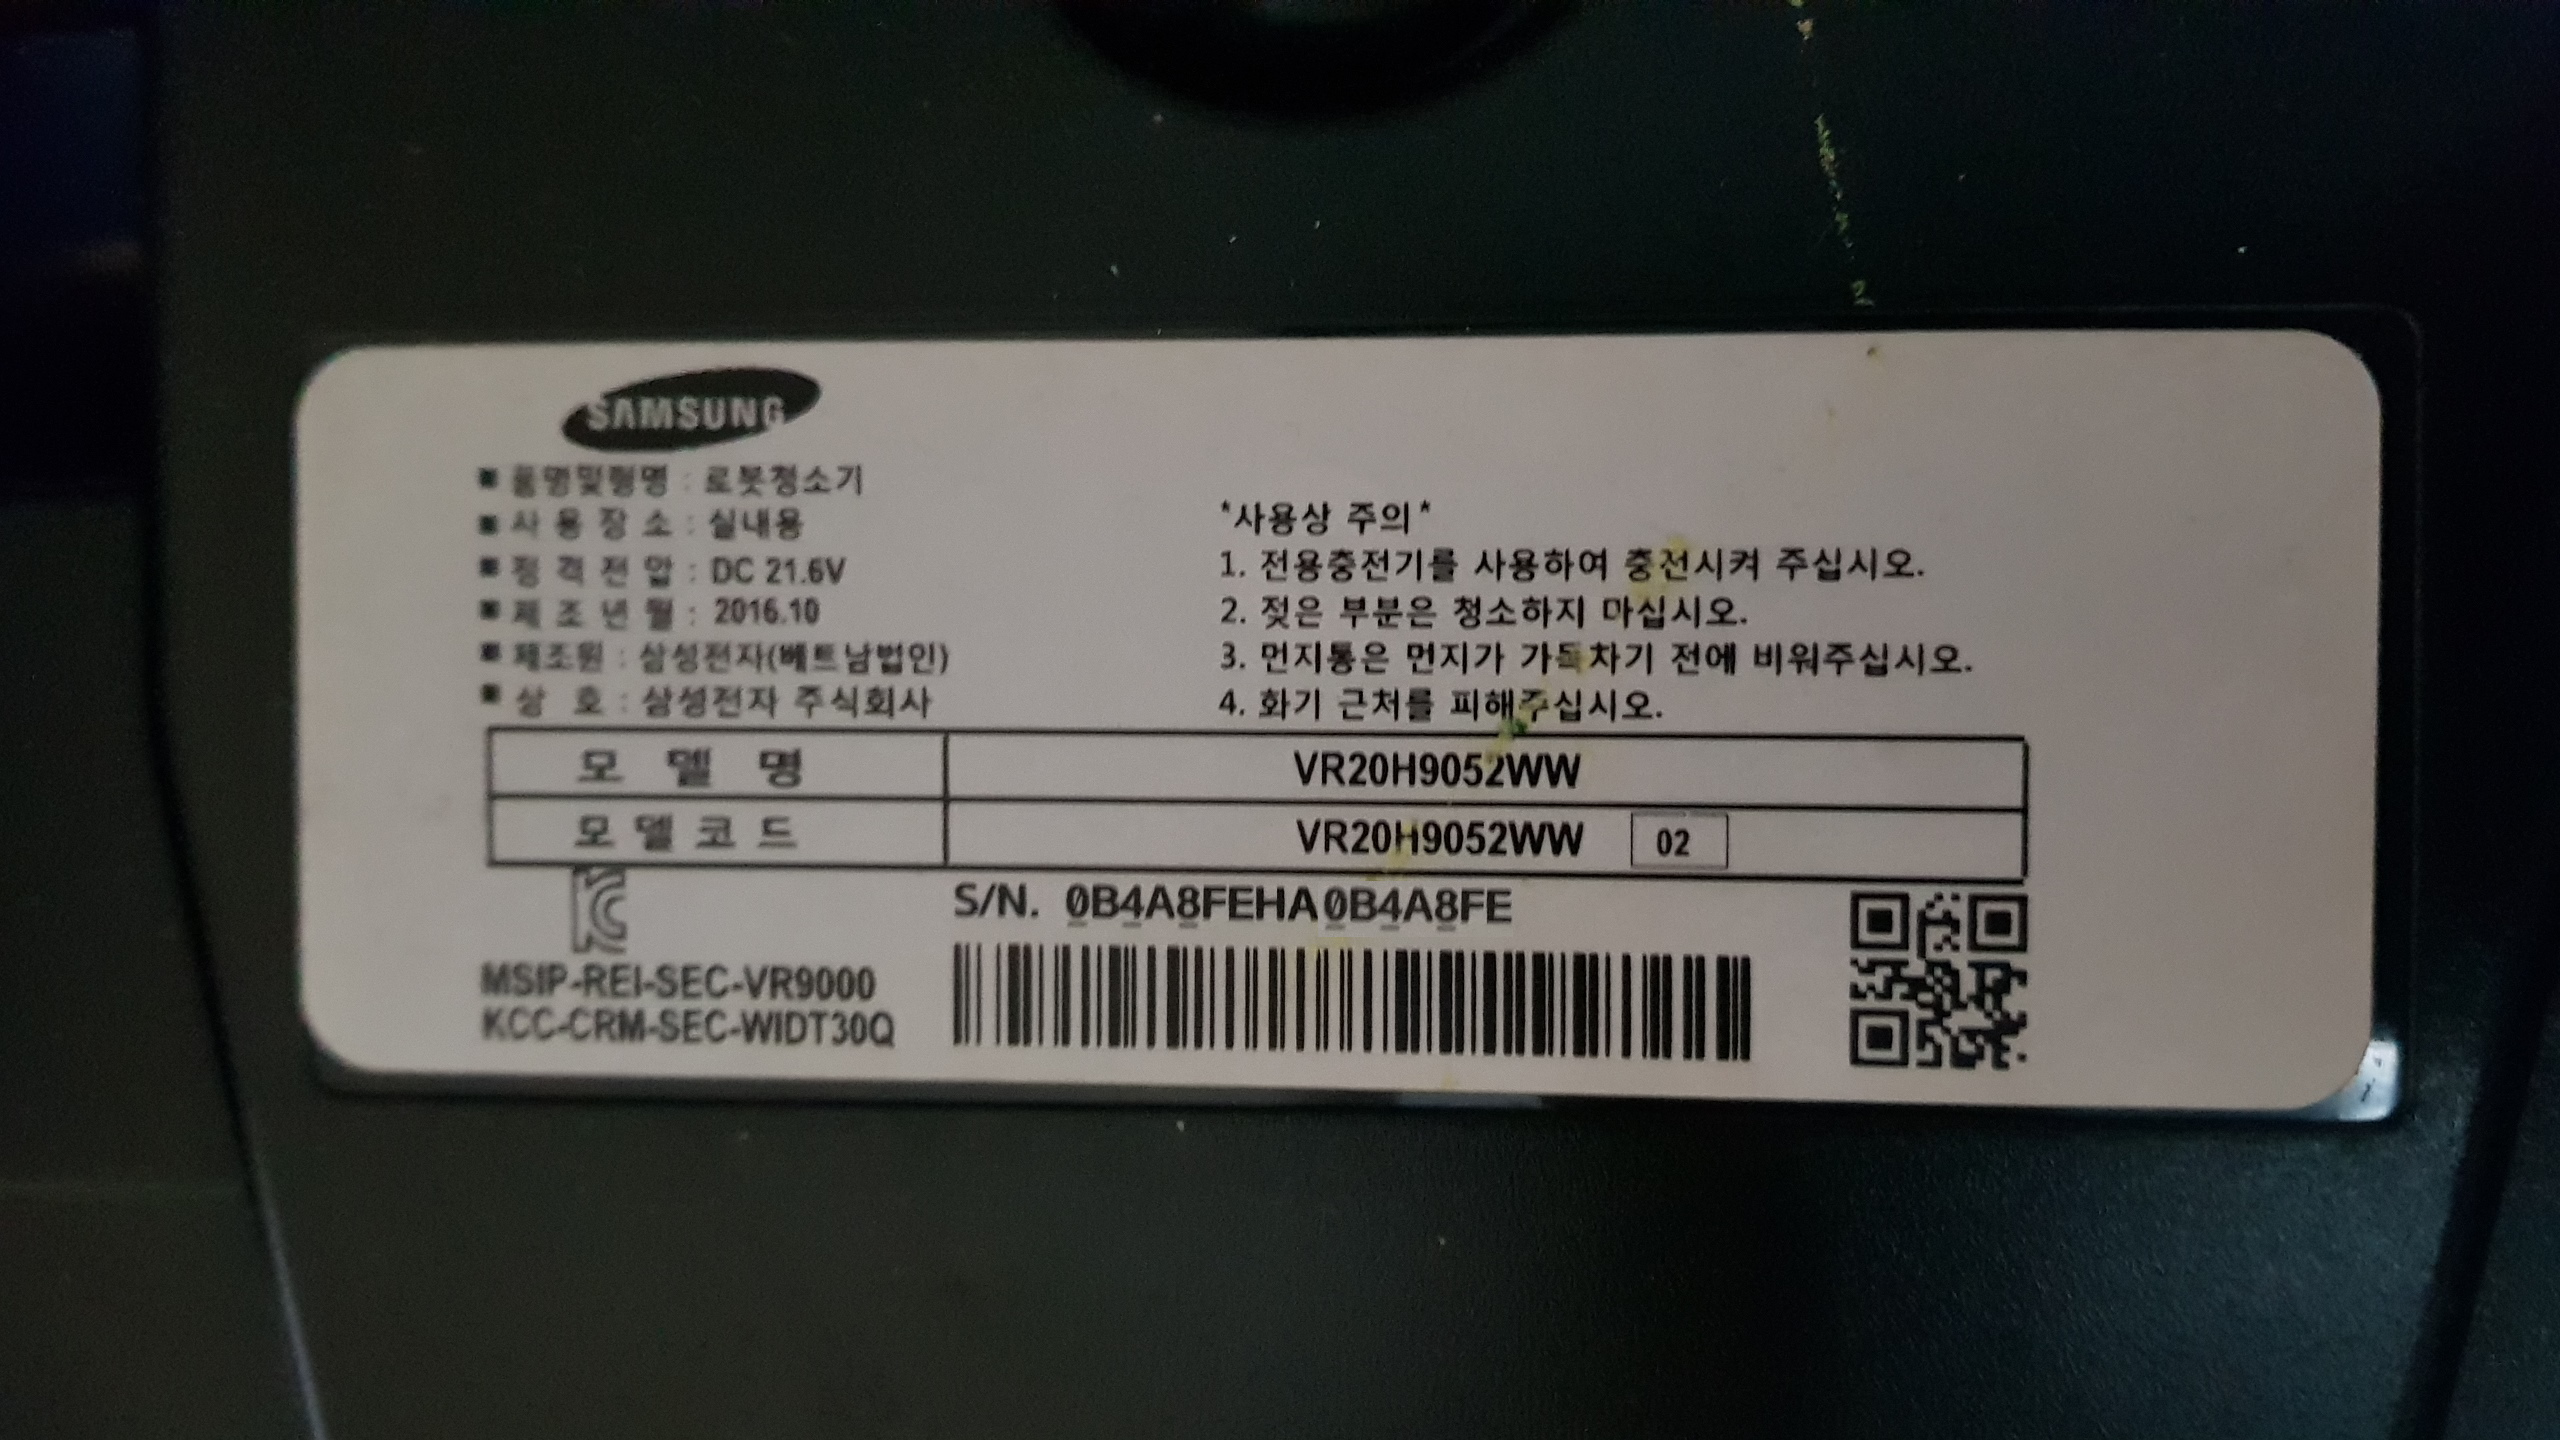 SAMSUNG
■ 품명및형명 : 로봇청소기
■ 사 용 장 소 : 실내용
■ 정 격 전 압 : DC 21.6V
■ 제 조 년 월 : 2016.10
■ 제조원 : 삼성전자(베트남법인)
■ 상 호 : 삼성전자 주식회사
*사용상 주의*
1. 전용충전기를 사용하여 충전시켜 주십시오.
2. 젖은 부분은 청소하지 마십시오.
3. 먼지통은 먼지가 가득차기 전에 비워주십시오.
4. 화기 근처를 피해주십시오.
모 델 명 VR20H9052WW
모 델 코 드 VR20H9052WW 02
S/N. 0B4A8FEHA0B4A8FE
MSIP-REI-SEC-VR9000
KCC-CRM-SEC-WIDT30Q